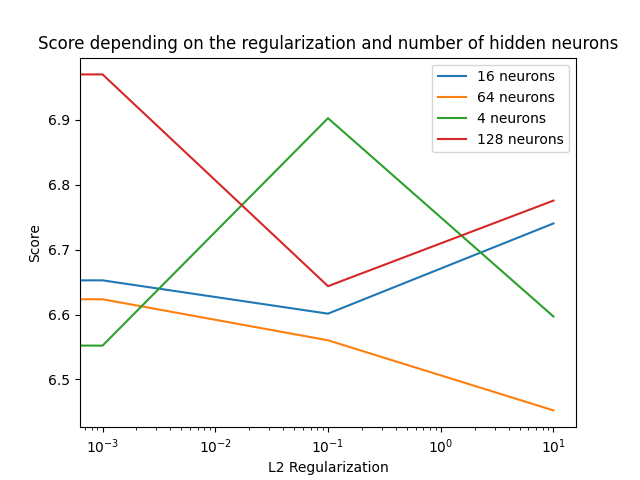 Score depending on the regularization and number of hidden neurons
16 neurons
64 neurons
4 neurons
128 neurons
Score
6.9
6.8
6.7
6.6
6.5
10⁻³
10⁻²
10⁻¹
10⁰
10¹
L2 Regularization